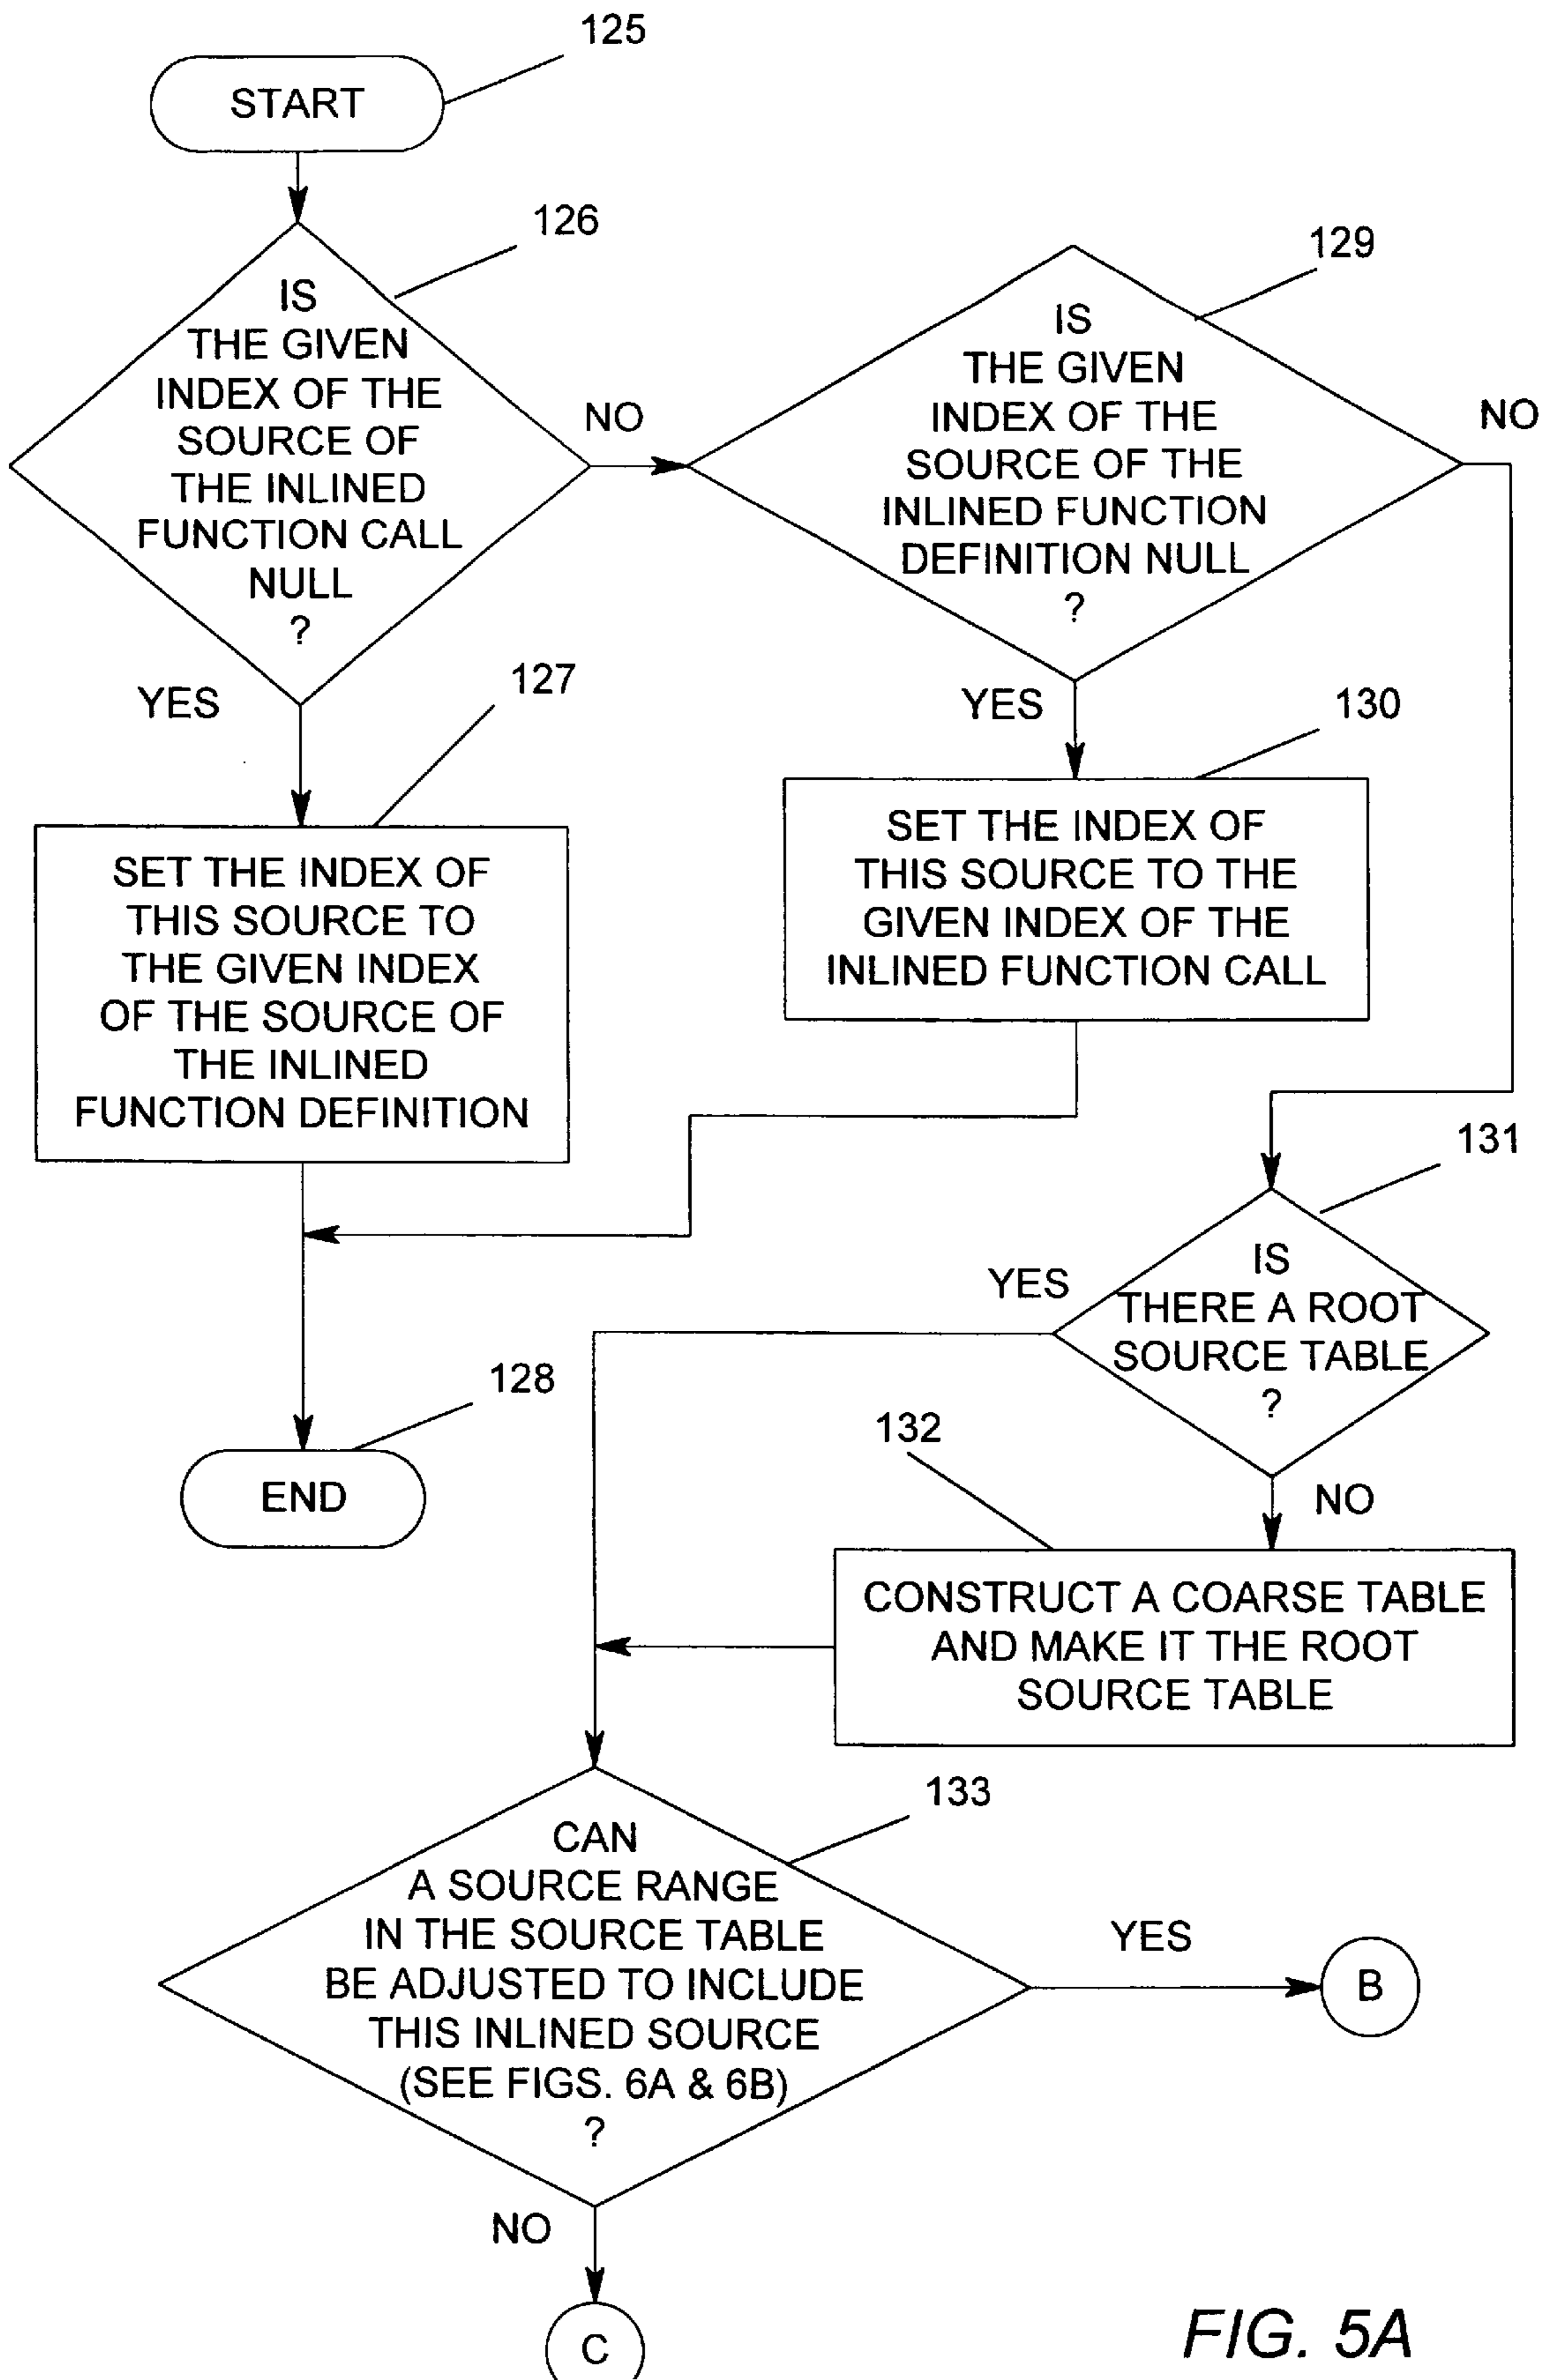 125
START
126
IS
THE GIVEN
INDEX OF THE
SOURCE OF
THE INLINED
FUNCTION CALL
NULL
?
NO
129
IS
THE GIVEN
INDEX OF THE
SOURCE OF THE
INLINED FUNCTION
DEFINITION NULL
?
NO
YES
127
SET THE INDEX OF
THIS SOURCE TO
THE GIVEN INDEX
OF THE SOURCE OF
THE INLINED
FUNCTION DEFINITION
YES
130
SET THE INDEX OF
THIS SOURCE TO THE
GIVEN INDEX OF THE
INLINED FUNCTION CALL
128
END
131
IS
THERE A ROOT
SOURCE TABLE
?
YES
NO
132
CONSTRUCT A COARSE TABLE
AND MAKE IT THE ROOT
SOURCE TABLE
133
CAN
A SOURCE RANGE
IN THE SOURCE TABLE
BE ADJUSTED TO INCLUDE
THIS INLINED SOURCE
(SEE FIGS. 6A & 6B)
?
YES
B
NO
C
FIG. 5A